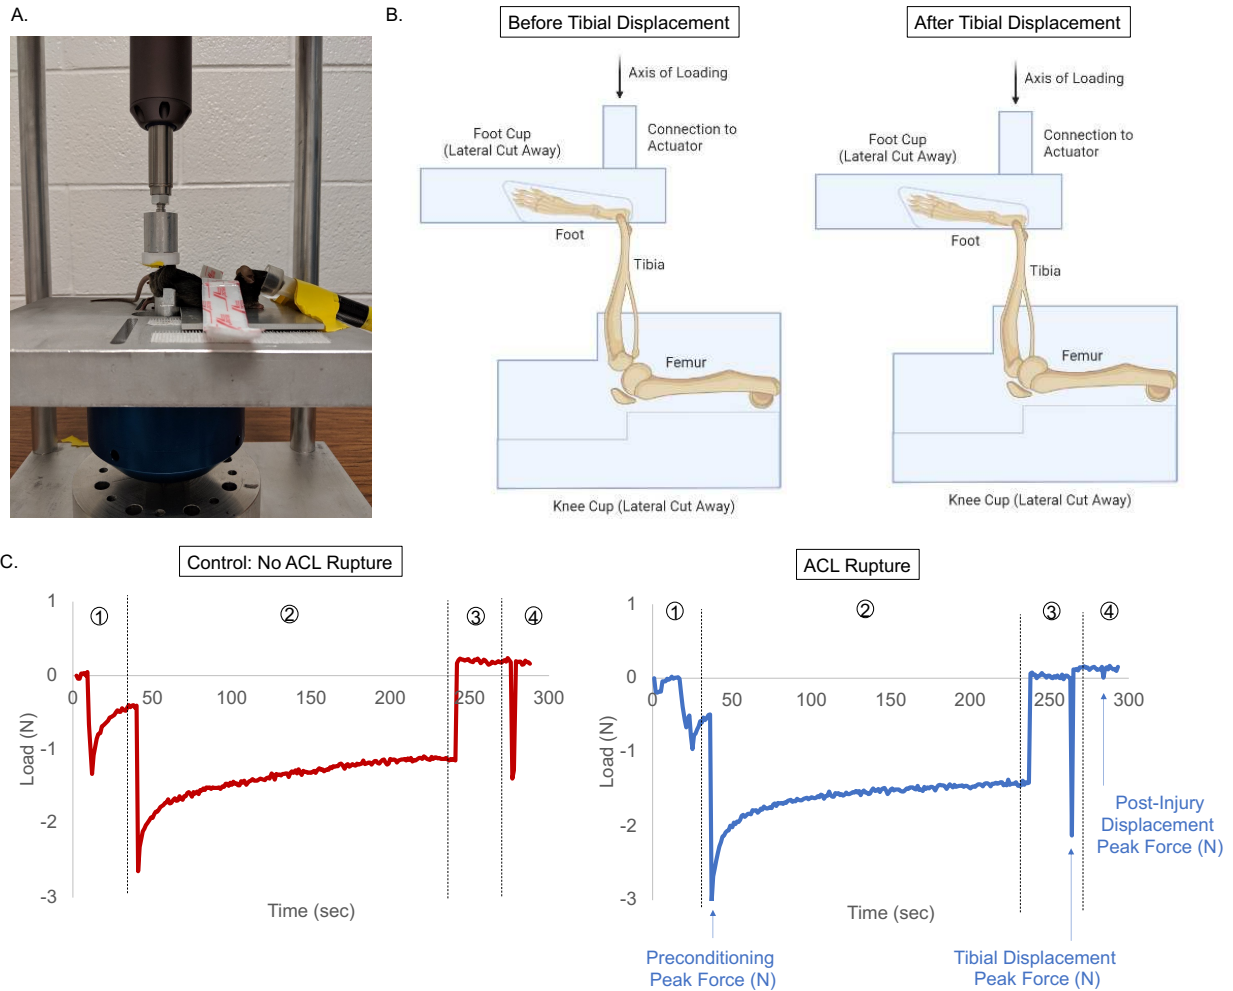 A.
B.
Before Tibial Displacement
After Tibial Displacement
Axis of Loading
Foot Cup
(Lateral Cut Away)
Connection to
Actuator
Foot
Tibia
Femur
Knee Cup (Lateral Cut Away)
Axis of Loading
Foot Cup
(Lateral Cut Away)
Connection to
Actuator
Foot
Tibia
Femur
Knee Cup (Lateral Cut Away)
C.
Control: No ACL Rupture
① ② ③ ④
1
0
-1
-2
-3
0 50 100 150 200 250 300
Load (N)
Time (sec)
ACL Rupture
① ② ③ ④
1
0
-1
-2
-3
0 50 100 150 200 250 300
Load (N)
Time (sec)
Post-Injury
Displacement
Peak Force (N)
Preconditioning
Peak Force (N)
Tibial Displacement
Peak Force (N)